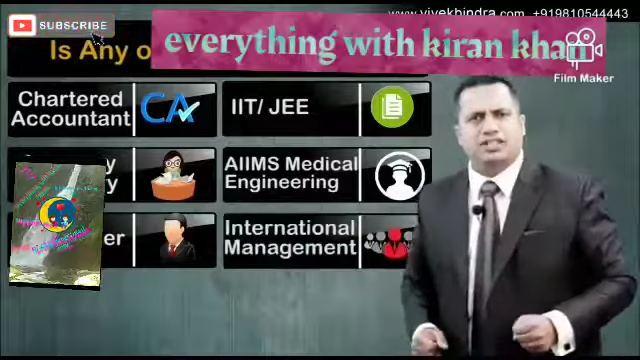 www.vivekbindra.com +919810544443
SUBSCRIBE
Is Any o
everything with kiran kha
Film Maker
Chartered
Accountant
CA
IIT/ JEE
AIIMS Medical
Engineering
International
Management